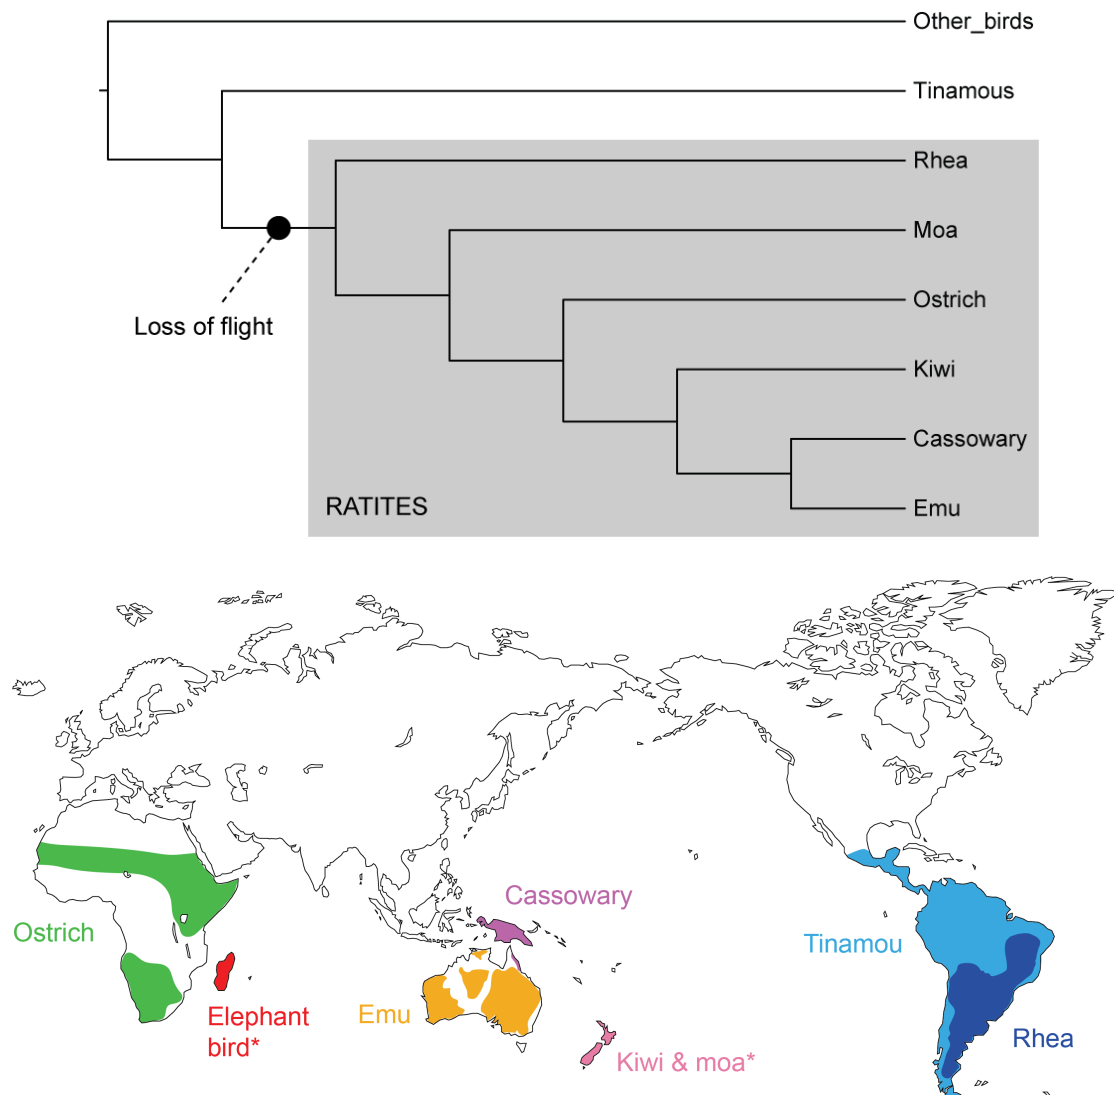 Other_birds
Tinamous
Rhea
Moa
Ostrich
Loss of flight
Kiwi
Cassowary
RATITES
Emu
Cassowary
Ostrich
Tinamou
Elephant
bird*
Emu
Kiwi & moa*
Rhea